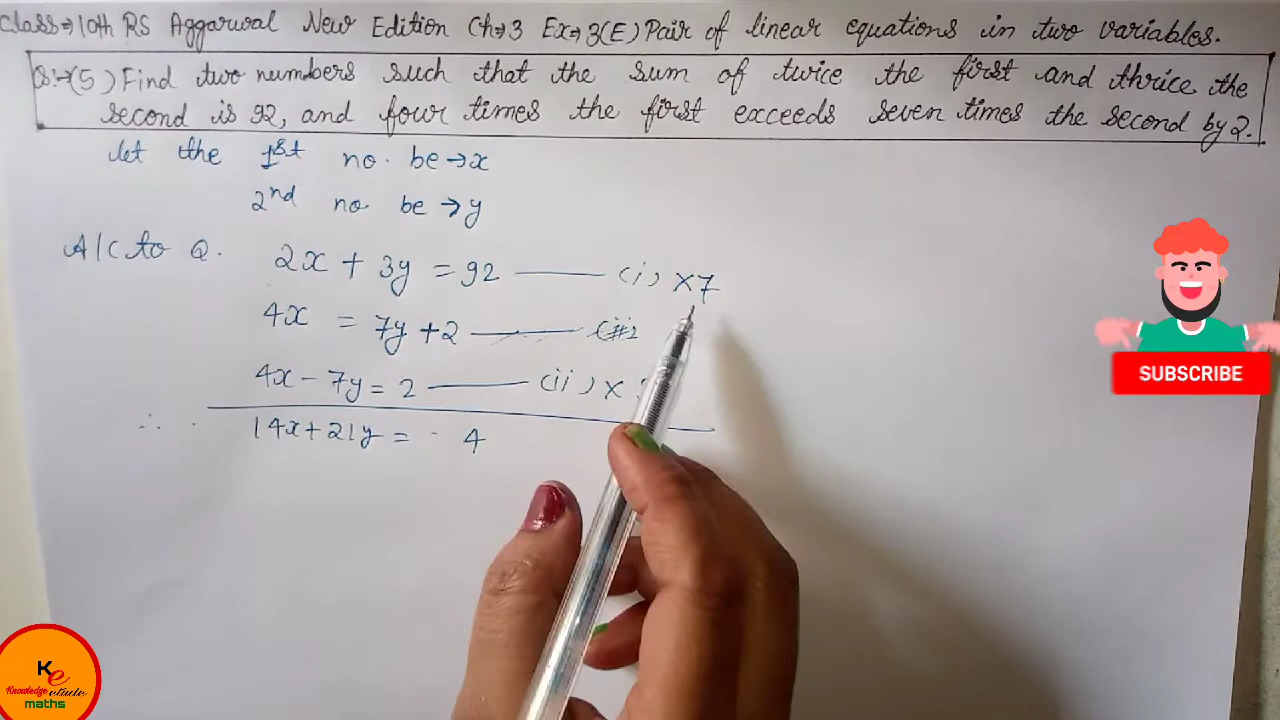 Class→10th RS Aggarwal New Edition Ch→3 Ex→3(E) Pair of linear equations in two variables.
Q:→(5) Find two numbers such that the sum of twice the first and thrice the
second is 92, and four times the first exceeds seven times the second by 2.
let the 1st no. be→x
2nd no be→y
A/C to Q. 2x + 3y = 92 —— (i) ×7
4x = 7y + 2 ——
4x - 7y = 2 —— (ii) ×
∴ 14x + 21y = 4
SUBSCRIBE
Ke
Knowledge etude
maths